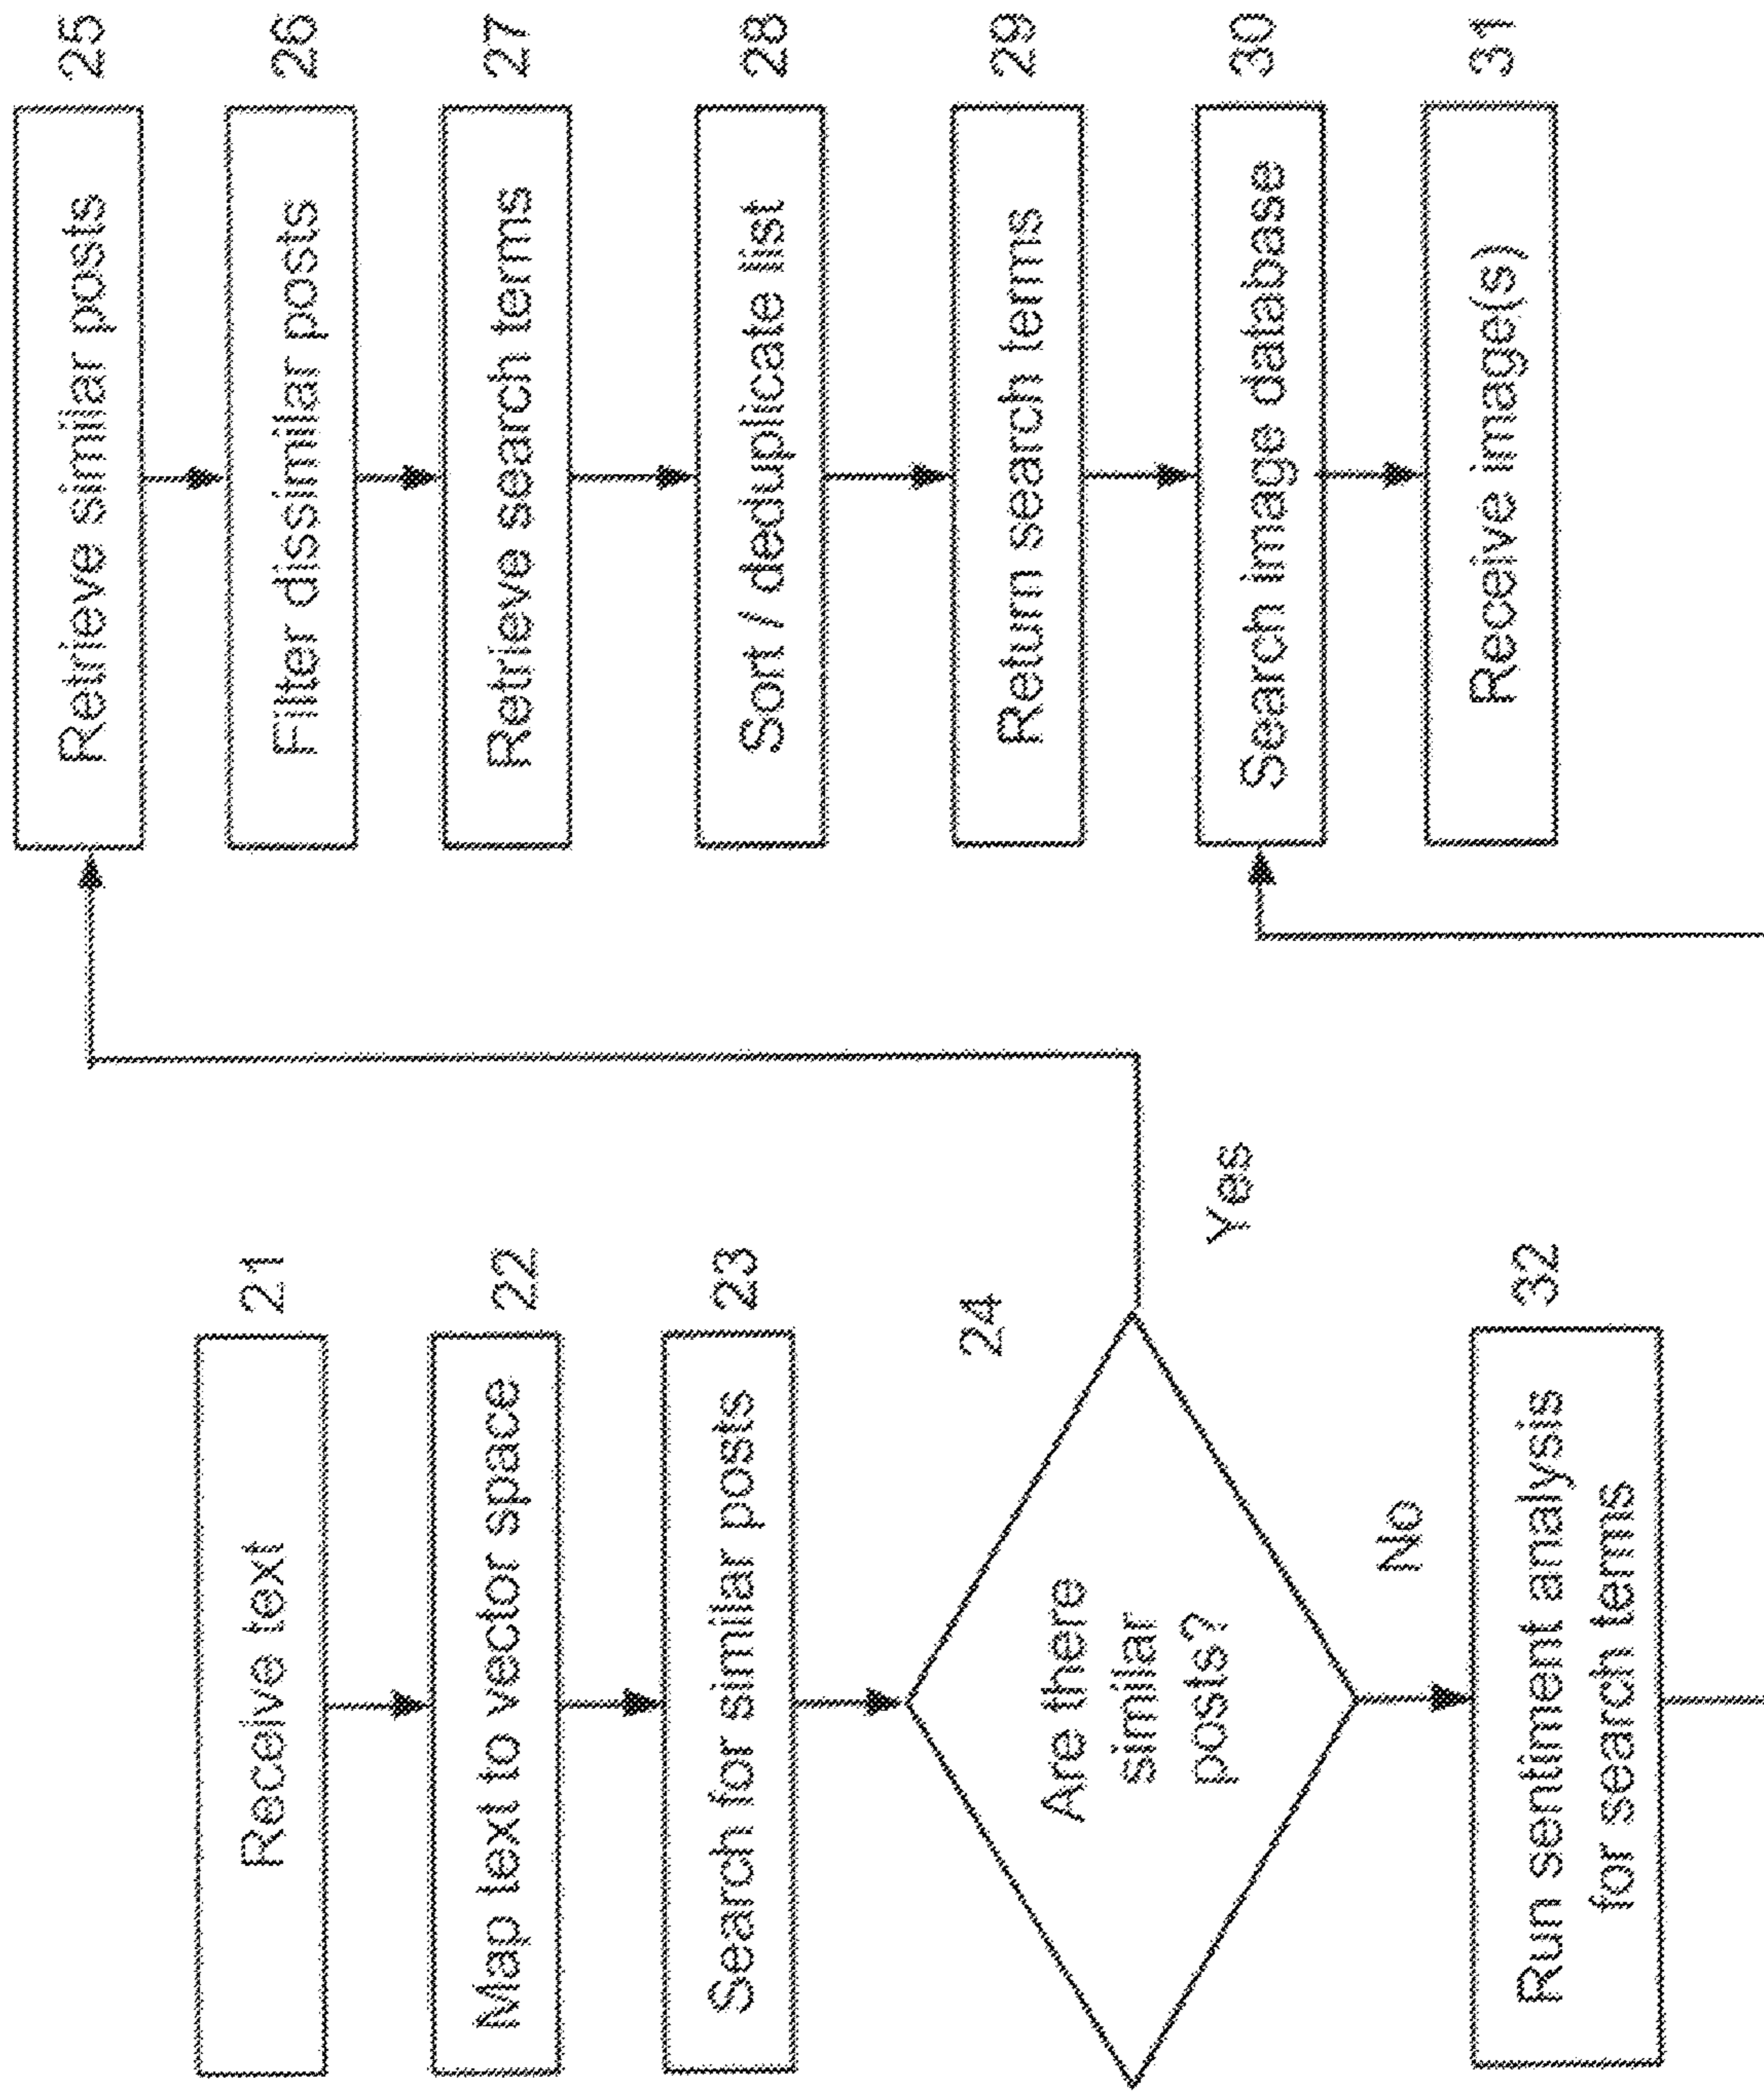 Receive text
21
Map text to vector space
22
Search for similar posts
23
24
Are there
similar
posts?
Yes
No
Run sentiment analysis
for search terms
32
Retrieve similar posts
25
Filter dissimilar posts
26
Retrieve search terms
27
Sort / deduplicate list
28
Return search terms
29
Search image database
30
Receive image(s)
31